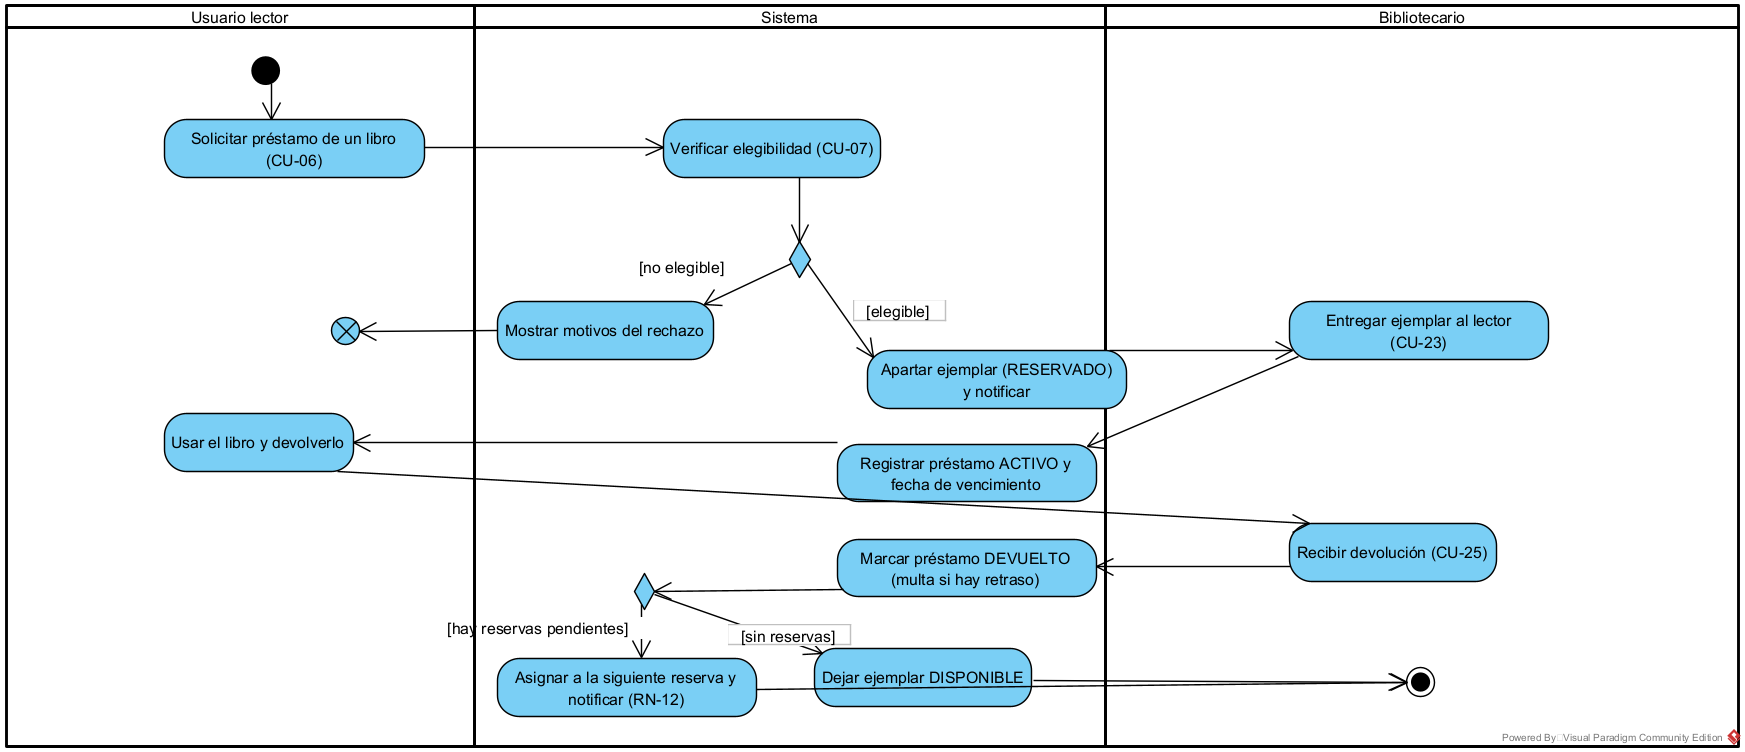 Usuario lector
Sistema
Bibliotecario
Solicitar préstamo de un libro
(CU-06)
Verificar elegibilidad (CU-07)
[no elegible]
[elegible]
Mostrar motivos del rechazo
Entregar ejemplar al lector
(CU-23)
Apartar ejemplar (RESERVADO)
y notificar
Usar el libro y devolverlo
Registrar préstamo ACTIVO y
fecha de vencimiento
Recibir devolución (CU-25)
Marcar préstamo DEVUELTO
(multa si hay retraso)
[hay reservas pendientes]
[sin reservas]
Asignar a la siguiente reserva y
notificar (RN-12)
Dejar ejemplar DISPONIBLE
Powered By Visual Paradigm Community Edition